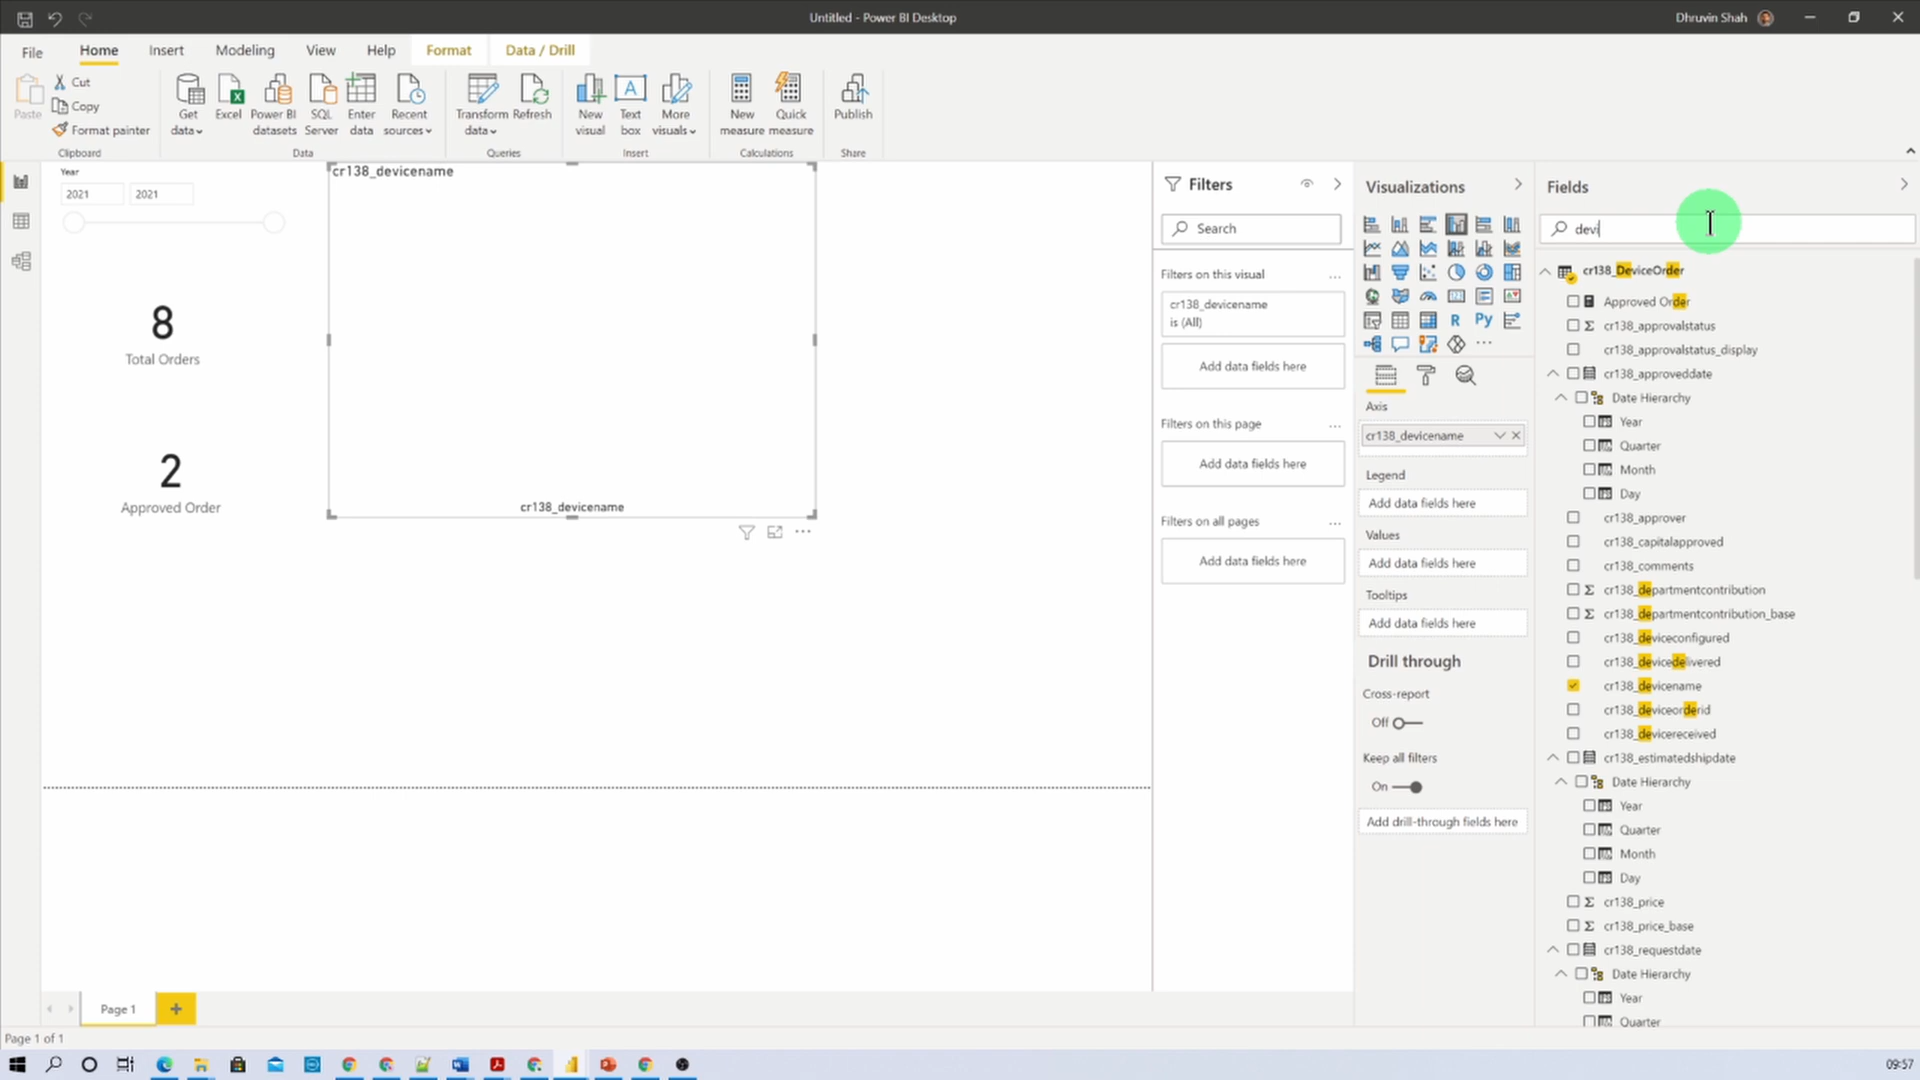 Untitled - Power BI Desktop
Dhruvin Shah
File
Home
Insert
Modeling
View
Help
Format
Data / Drill
Paste
Cut
Copy
Format painter
Clipboard
Get data
Excel
Power BI datasets
SQL Server
Enter data
Recent sources
Data
Transform data
Refresh
Queries
New visual
A
Text box
More visuals
Insert
New measure
Quick measure
Calculations
Publish
Share
Year
2021
2021
8
Total Orders
2
Approved Order
cr138_devicename
cr138_devicename
Filters
Search
Filters on this visual
cr138_devicename
is (All)
Add data fields here
Filters on this page
Add data fields here
Filters on all pages
Add data fields here
Visualizations
R
Py
Axis
cr138_devicename
Legend
Add data fields here
Values
Add data fields here
Tooltips
Add data fields here
Drill through
Cross-report
Off
Keep all filters
On
Add drill-through fields here
Fields
devi
cr138_DeviceOrder
Approved Order
Σ cr138_approvalstatus
cr138_approvalstatus_display
cr138_approveddate
Date Hierarchy
Year
Quarter
Month
Day
cr138_approver
cr138_capitalapproved
cr138_comments
Σ cr138_departmentcontribution
Σ cr138_departmentcontribution_base
cr138_deviceconfigured
cr138_devicedelivered
cr138_devicename
cr138_deviceorderid
cr138_devicereceived
cr138_estimatedshipdate
Date Hierarchy
Year
Quarter
Month
Day
Σ cr138_price
Σ cr138_price_base
cr138_requestdate
Date Hierarchy
Year
Quarter
Page 1
Page 1 of 1
09:57